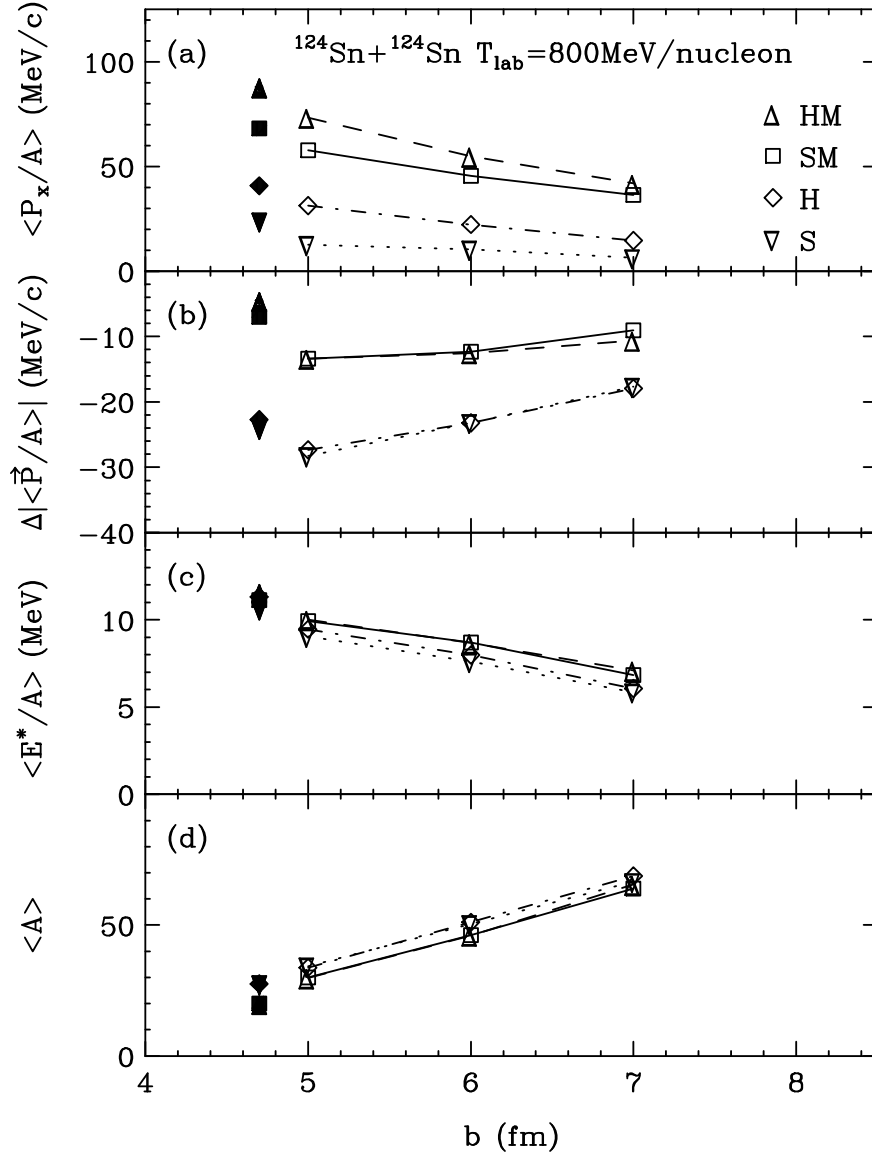 (a) ¹²⁴Sn+¹²⁴Sn T_lab=800MeV/nucleon
<P_x/A> (MeV/c)
100
50
0
HM
SM
H
S
(b)
Δ|<P⃗/A>| (MeV/c)
−10
−20
−30
−40
(c)
<E*/A> (MeV)
10
5
0
(d)
<A>
50
0
4 5 6 7 8
b (fm)